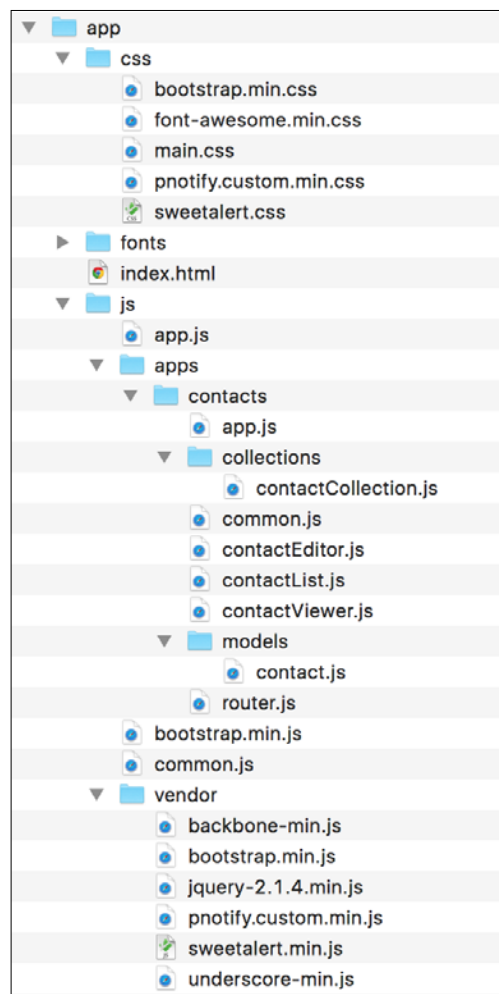 app
css
bootstrap.min.css
font-awesome.min.css
main.css
pnotify.custom.min.css
sweetalert.css
fonts
index.html
js
app.js
apps
contacts
app.js
collections
contactCollection.js
common.js
contactEditor.js
contactList.js
contactViewer.js
models
contact.js
router.js
bootstrap.min.js
common.js
vendor
backbone-min.js
bootstrap.min.js
jquery-2.1.4.min.js
pnotify.custom.min.js
sweetalert.min.js
underscore-min.js